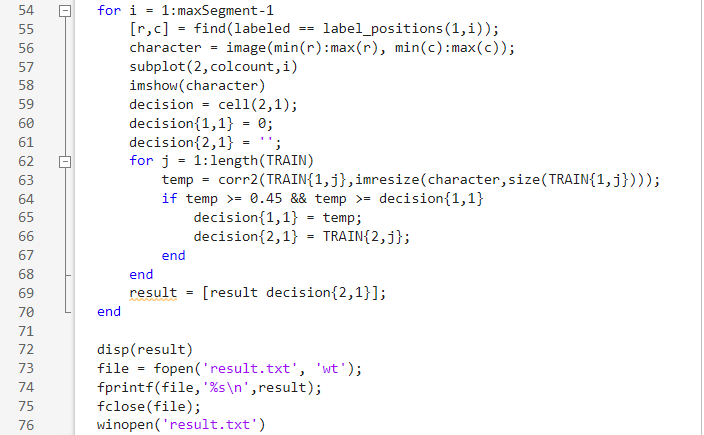 54 for i = 1:maxSegment-1
55 [r,c] = find(labeled == label_positions(1,i));
56 character = image(min(r):max(r), min(c):max(c));
57 subplot(2,colcount,i)
58 imshow(character)
59 decision = cell(2,1);
60 decision{1,1} = 0;
61 decision{2,1} = '';
62 for j = 1:length(TRAIN)
63 temp = corr2(TRAIN{1,j},imresize(character,size(TRAIN{1,j})));
64 if temp >= 0.45 && temp >= decision{1,1}
65 decision{1,1} = temp;
66 decision{2,1} = TRAIN{2,j};
67 end
68 end
69 result = [result decision{2,1}];
70 end
71
72 disp(result)
73 file = fopen('result.txt', 'wt');
74 fprintf(file,'%s\n',result);
75 fclose(file);
76 winopen('result.txt')